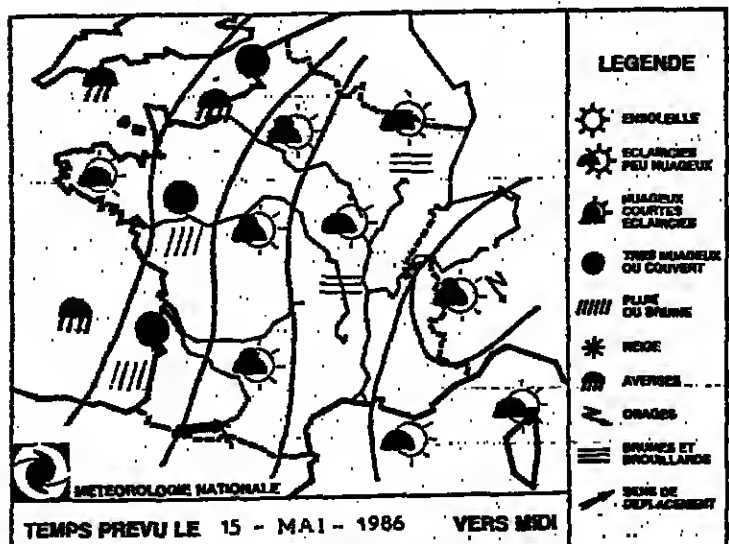 LEGENDE
ENSOLEILLE
ECLAIRCIES
PEU NUAGEUX
NUAGEUX
COURTES
ECLAIRCIES
TRES NUAGEUX
OU COUVERT
PLUIE
OU BRUINE
NEIGE
AVERSES
ORAGES
BRUMES ET
BROUILLARDS
SENS DE
DEPLACEMENT
METEOROLOGIE NATIONALE
TEMPS PREVU LE 15 - MAI - 1986 VERS MIDI